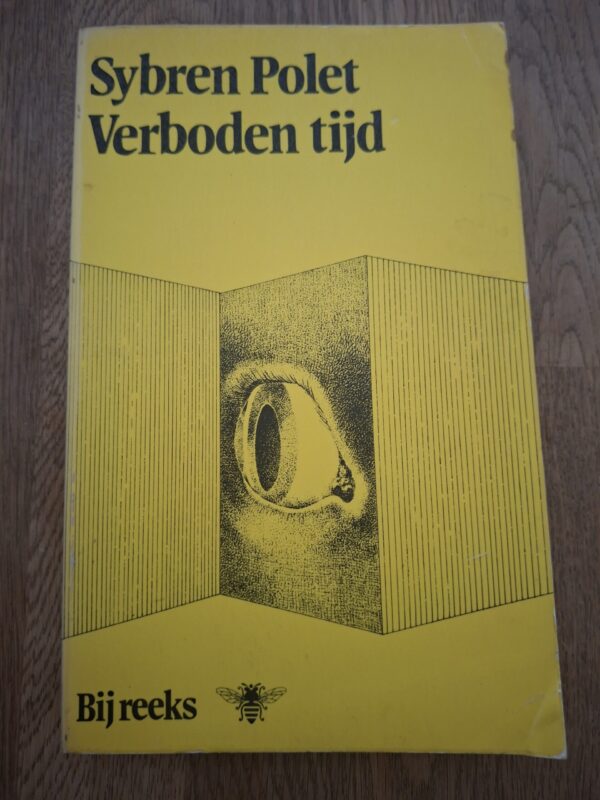 Sybren Polet
Verboden tijd
Bij reeks